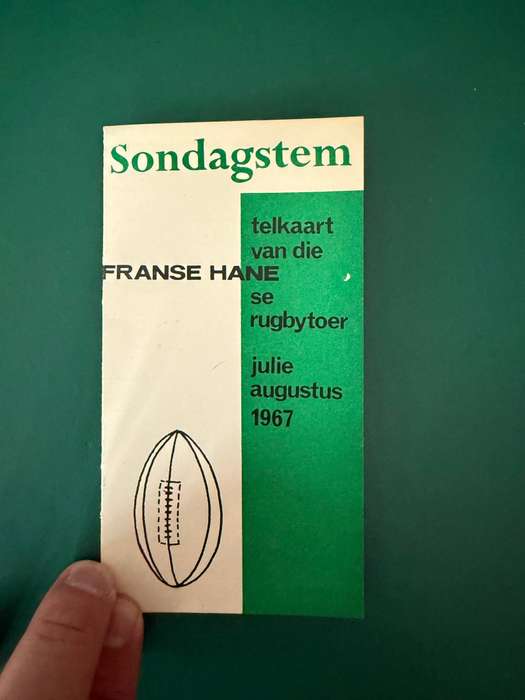 Sondagstem
telkaart
van die
FRANSE HANE
se
rugbytoer
julie
augustus
1967